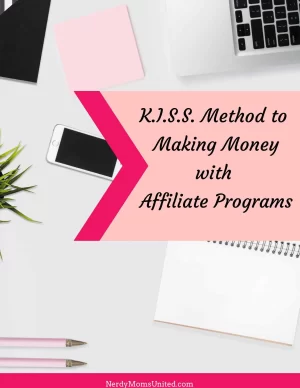 K.I.S.S. Method to
Making Money
with
Affiliate Programs
NerdyMomsUnited.com